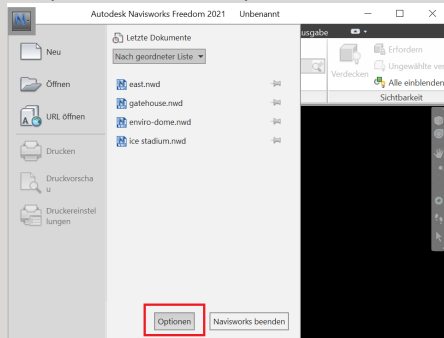 Autodesk Navisworks Freedom 2021 Unbenannt
Neu
Öffnen
URL öffnen
Drucken
Druckvorscha
u
Druckereinstel
lungen
Letzte Dokumente
Nach geordneter Liste
east.nwd
gatehouse.nwd
enviro-dome.nwd
ice stadium.nwd
Optionen
Navisworks beenden
usgabe
Verdecken
Erfordern
Ungewählte ver
Alle einblenden
Sichtbarkeit